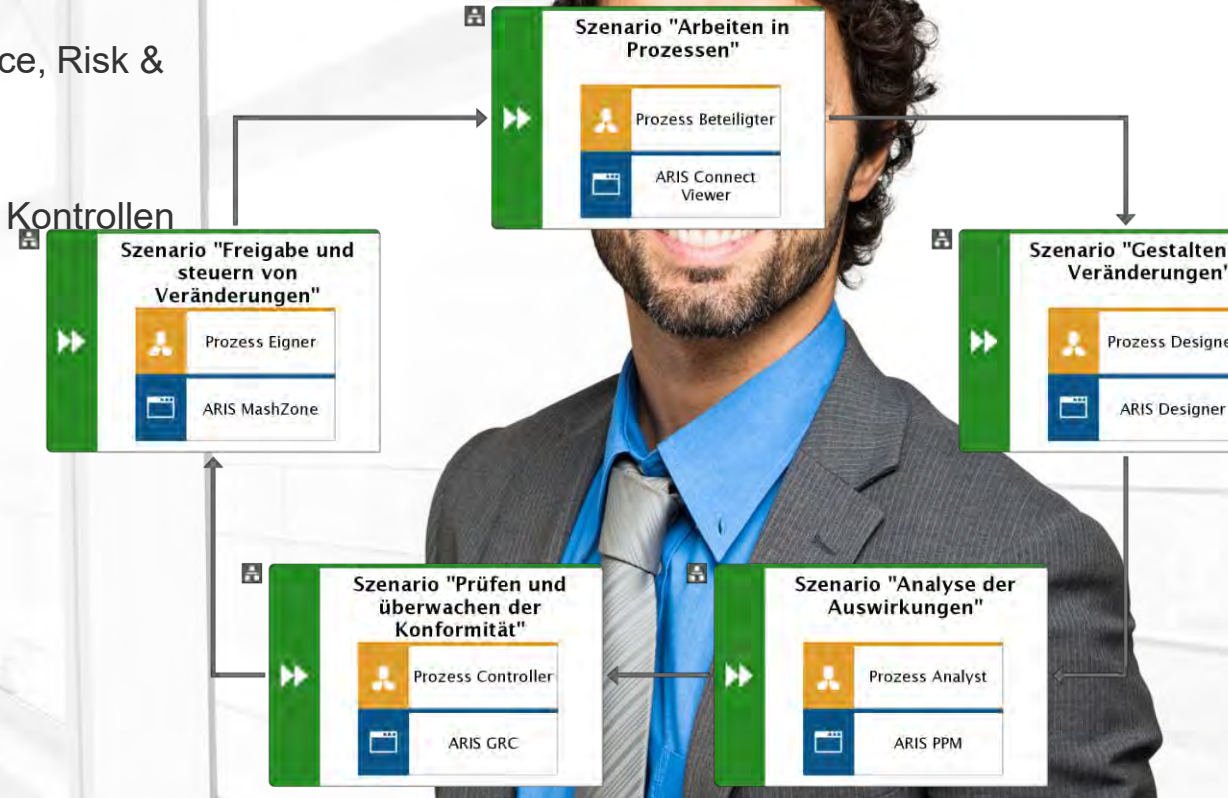 ce, Risk &
Kontrollen
Szenario "Arbeiten in
Prozessen"
Prozess Beteiligter
ARIS Connect
Viewer
Szenario "Freigabe und
steuern von
Veränderungen"
Prozess Eigner
ARIS MashZone
Szenario "Gestalten
Veränderungen"
Prozess Designe
ARIS Designer
Szenario "Prüfen und
überwachen der
Konformität"
Prozess Controller
ARIS GRC
Szenario "Analyse der
Auswirkungen"
Prozess Analyst
ARIS PPM